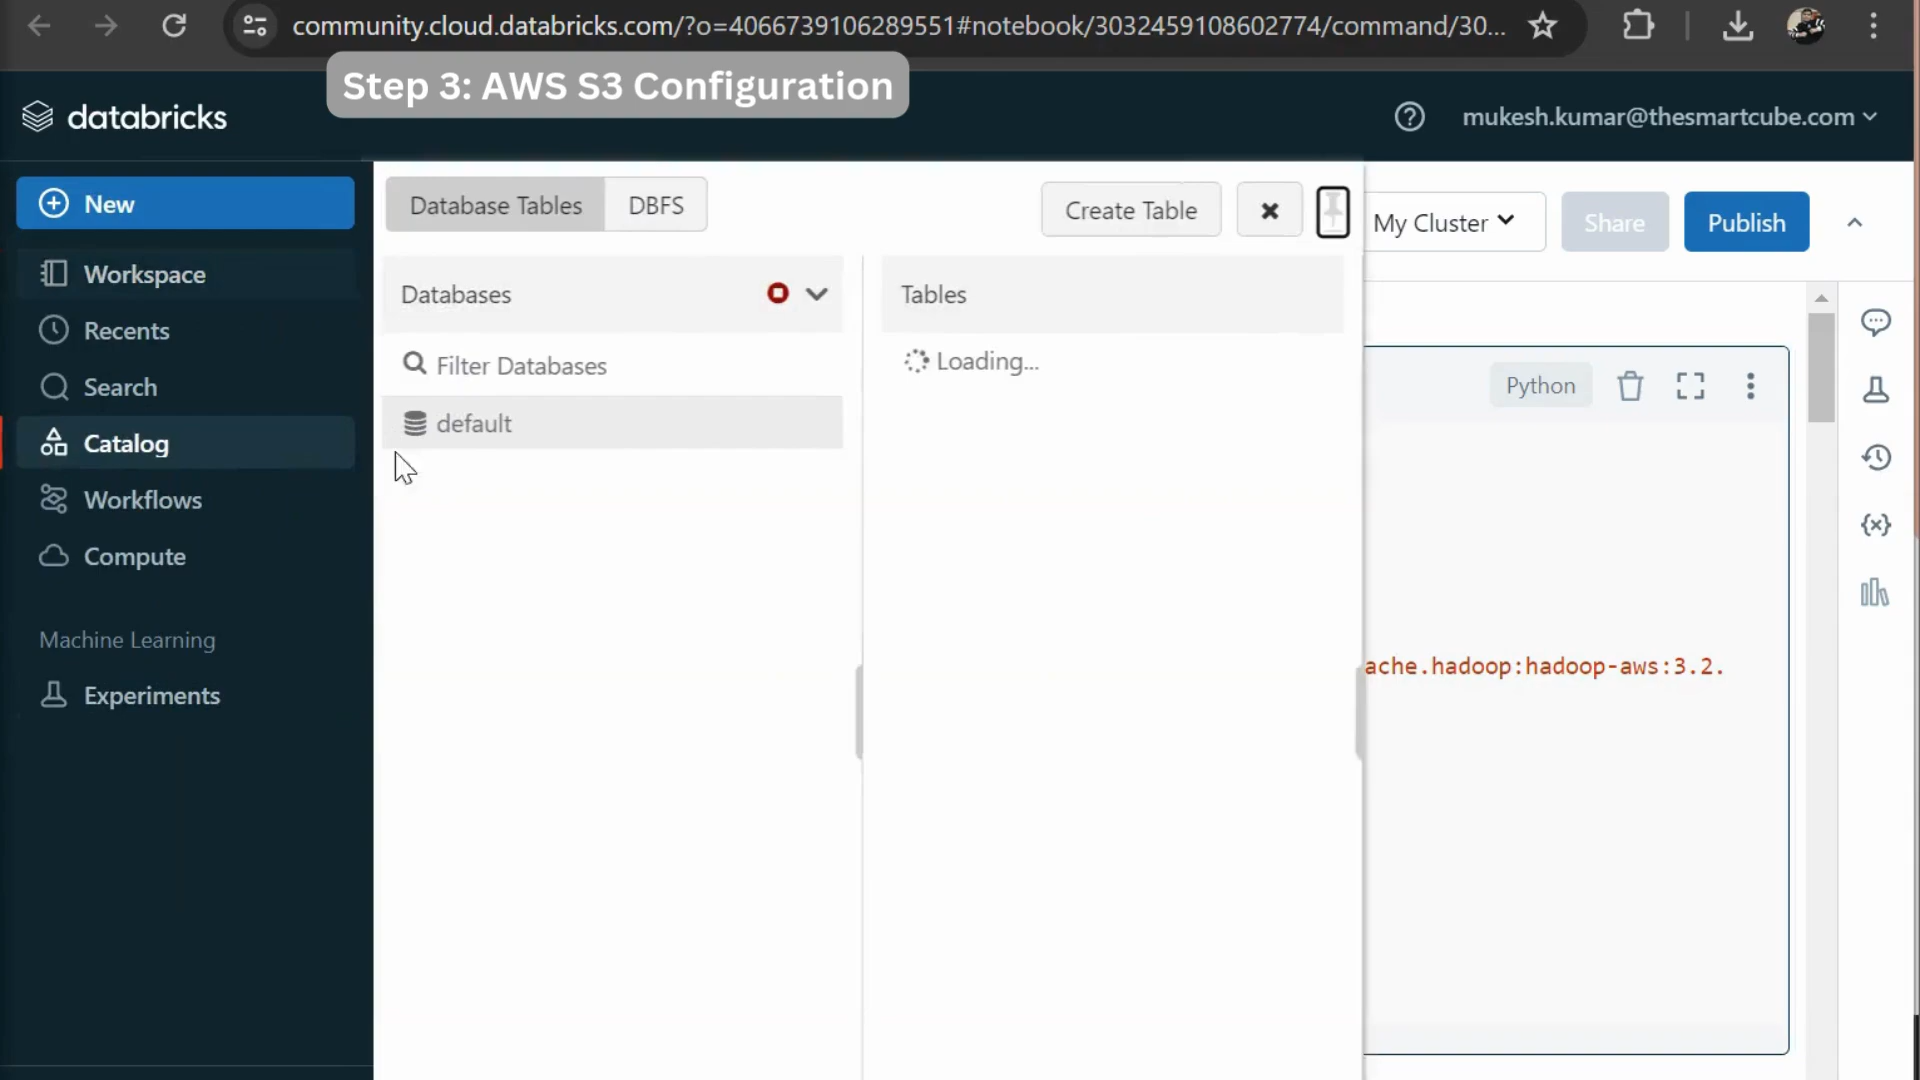 community.cloud.databricks.com/?o=4066739106289551#notebook/3032459108602774/command/30...
Step 3: AWS S3 Configuration
databricks
mukesh.kumar@thesmartcube.com
New
Database Tables
DBFS
Create Table
My Cluster
Share
Publish
Workspace
Databases
Tables
Recents
Filter Databases
Loading...
Search
Python
default
Catalog
Workflows
Compute
Machine Learning
ache.hadoop:hadoop-aws:3.2.
Experiments